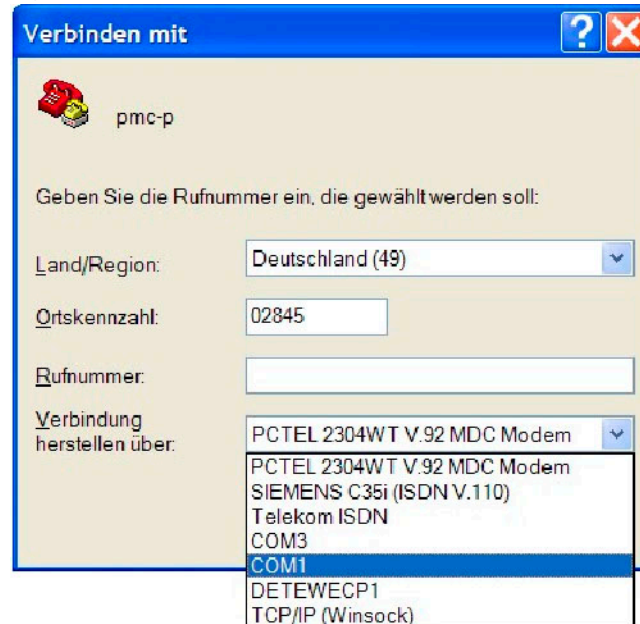 Verbinden mit
pmc-p
Geben Sie die Rufnummer ein, die gewählt werden soll:
Land/Region: Deutschland (49)
Ortskennzahl: 02845
Rufnummer:
Verbindung
herstellen über: PCTEL 2304WT V.92 MDC Modem
PCTEL 2304WT V.92 MDC Modem
SIEMENS C35i (ISDN V.110)
Telekom ISDN
COM3
COM1
DETEWECP1
TCP/IP (Winsock)